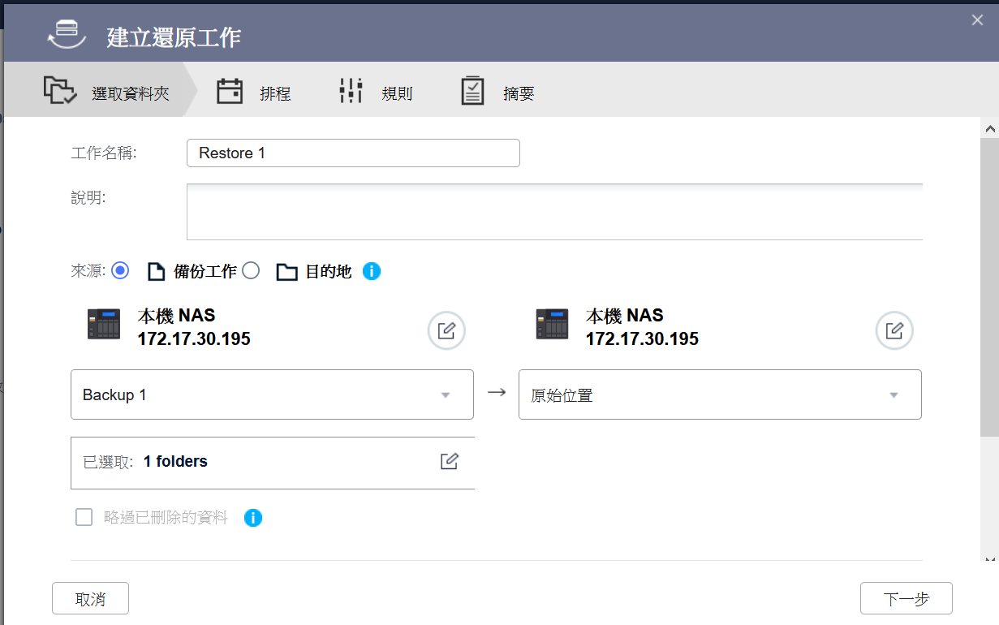 建立還原工作
選取資料夾
排程
規則
摘要
工作名稱: Restore 1
說明:
來源: 備份工作 目的地
本機 NAS
172.17.30.195
本機 NAS
172.17.30.195
Backup 1
原始位置
已選取: 1 folders
略過已刪除的資料
取消
下一步